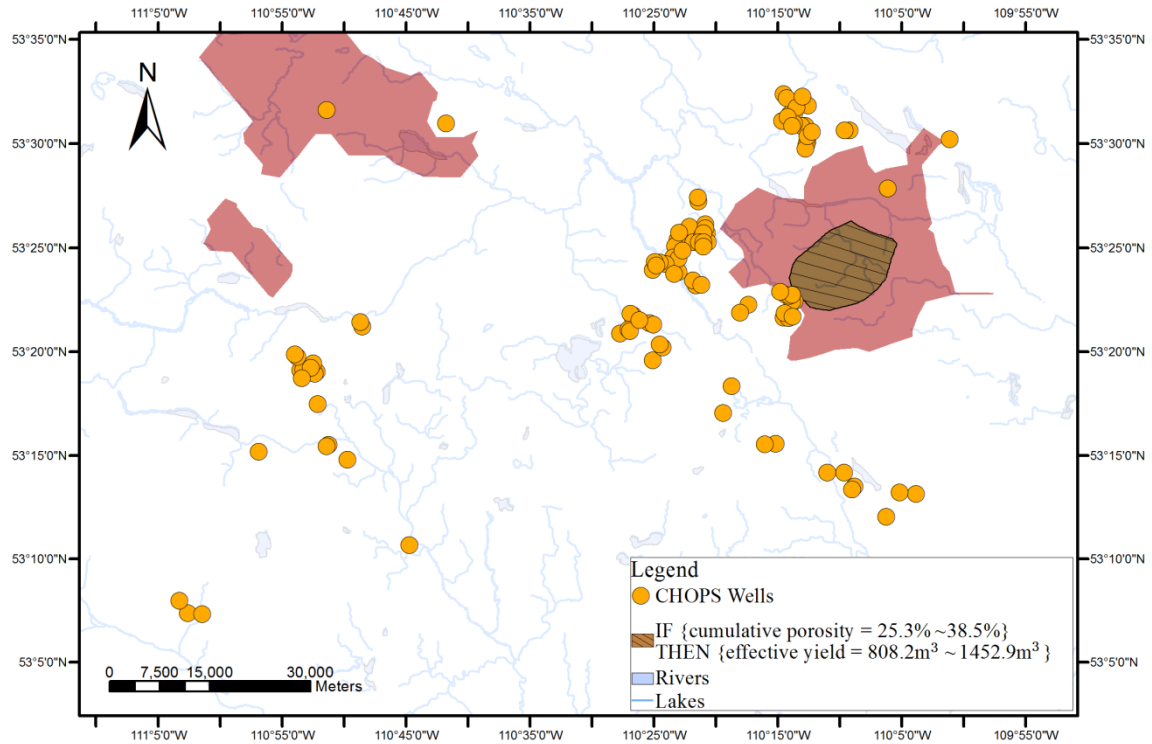 111°5'0"W 110°55'0"W 110°45'0"W 110°35'0"W 110°25'0"W 110°15'0"W 110°5'0"W 109°55'0"W
53°35'0"N 53°35'0"N
N
53°30'0"N 53°30'0"N
53°25'0"N 53°25'0"N
53°20'0"N 53°20'0"N
53°15'0"N 53°15'0"N
53°10'0"N 53°10'0"N
Legend
CHOPS Wells
IF {cumulative porosity = 25.3% ~38.5%}
THEN {effective yield = 808.2m³ ~1452.9m³ }
Rivers
Lakes
53°5'0"N 53°5'0"N
0 7,500 15,000 30,000
Meters
111°5'0"W 110°55'0"W 110°45'0"W 110°35'0"W 110°25'0"W 110°15'0"W 110°5'0"W 109°55'0"W